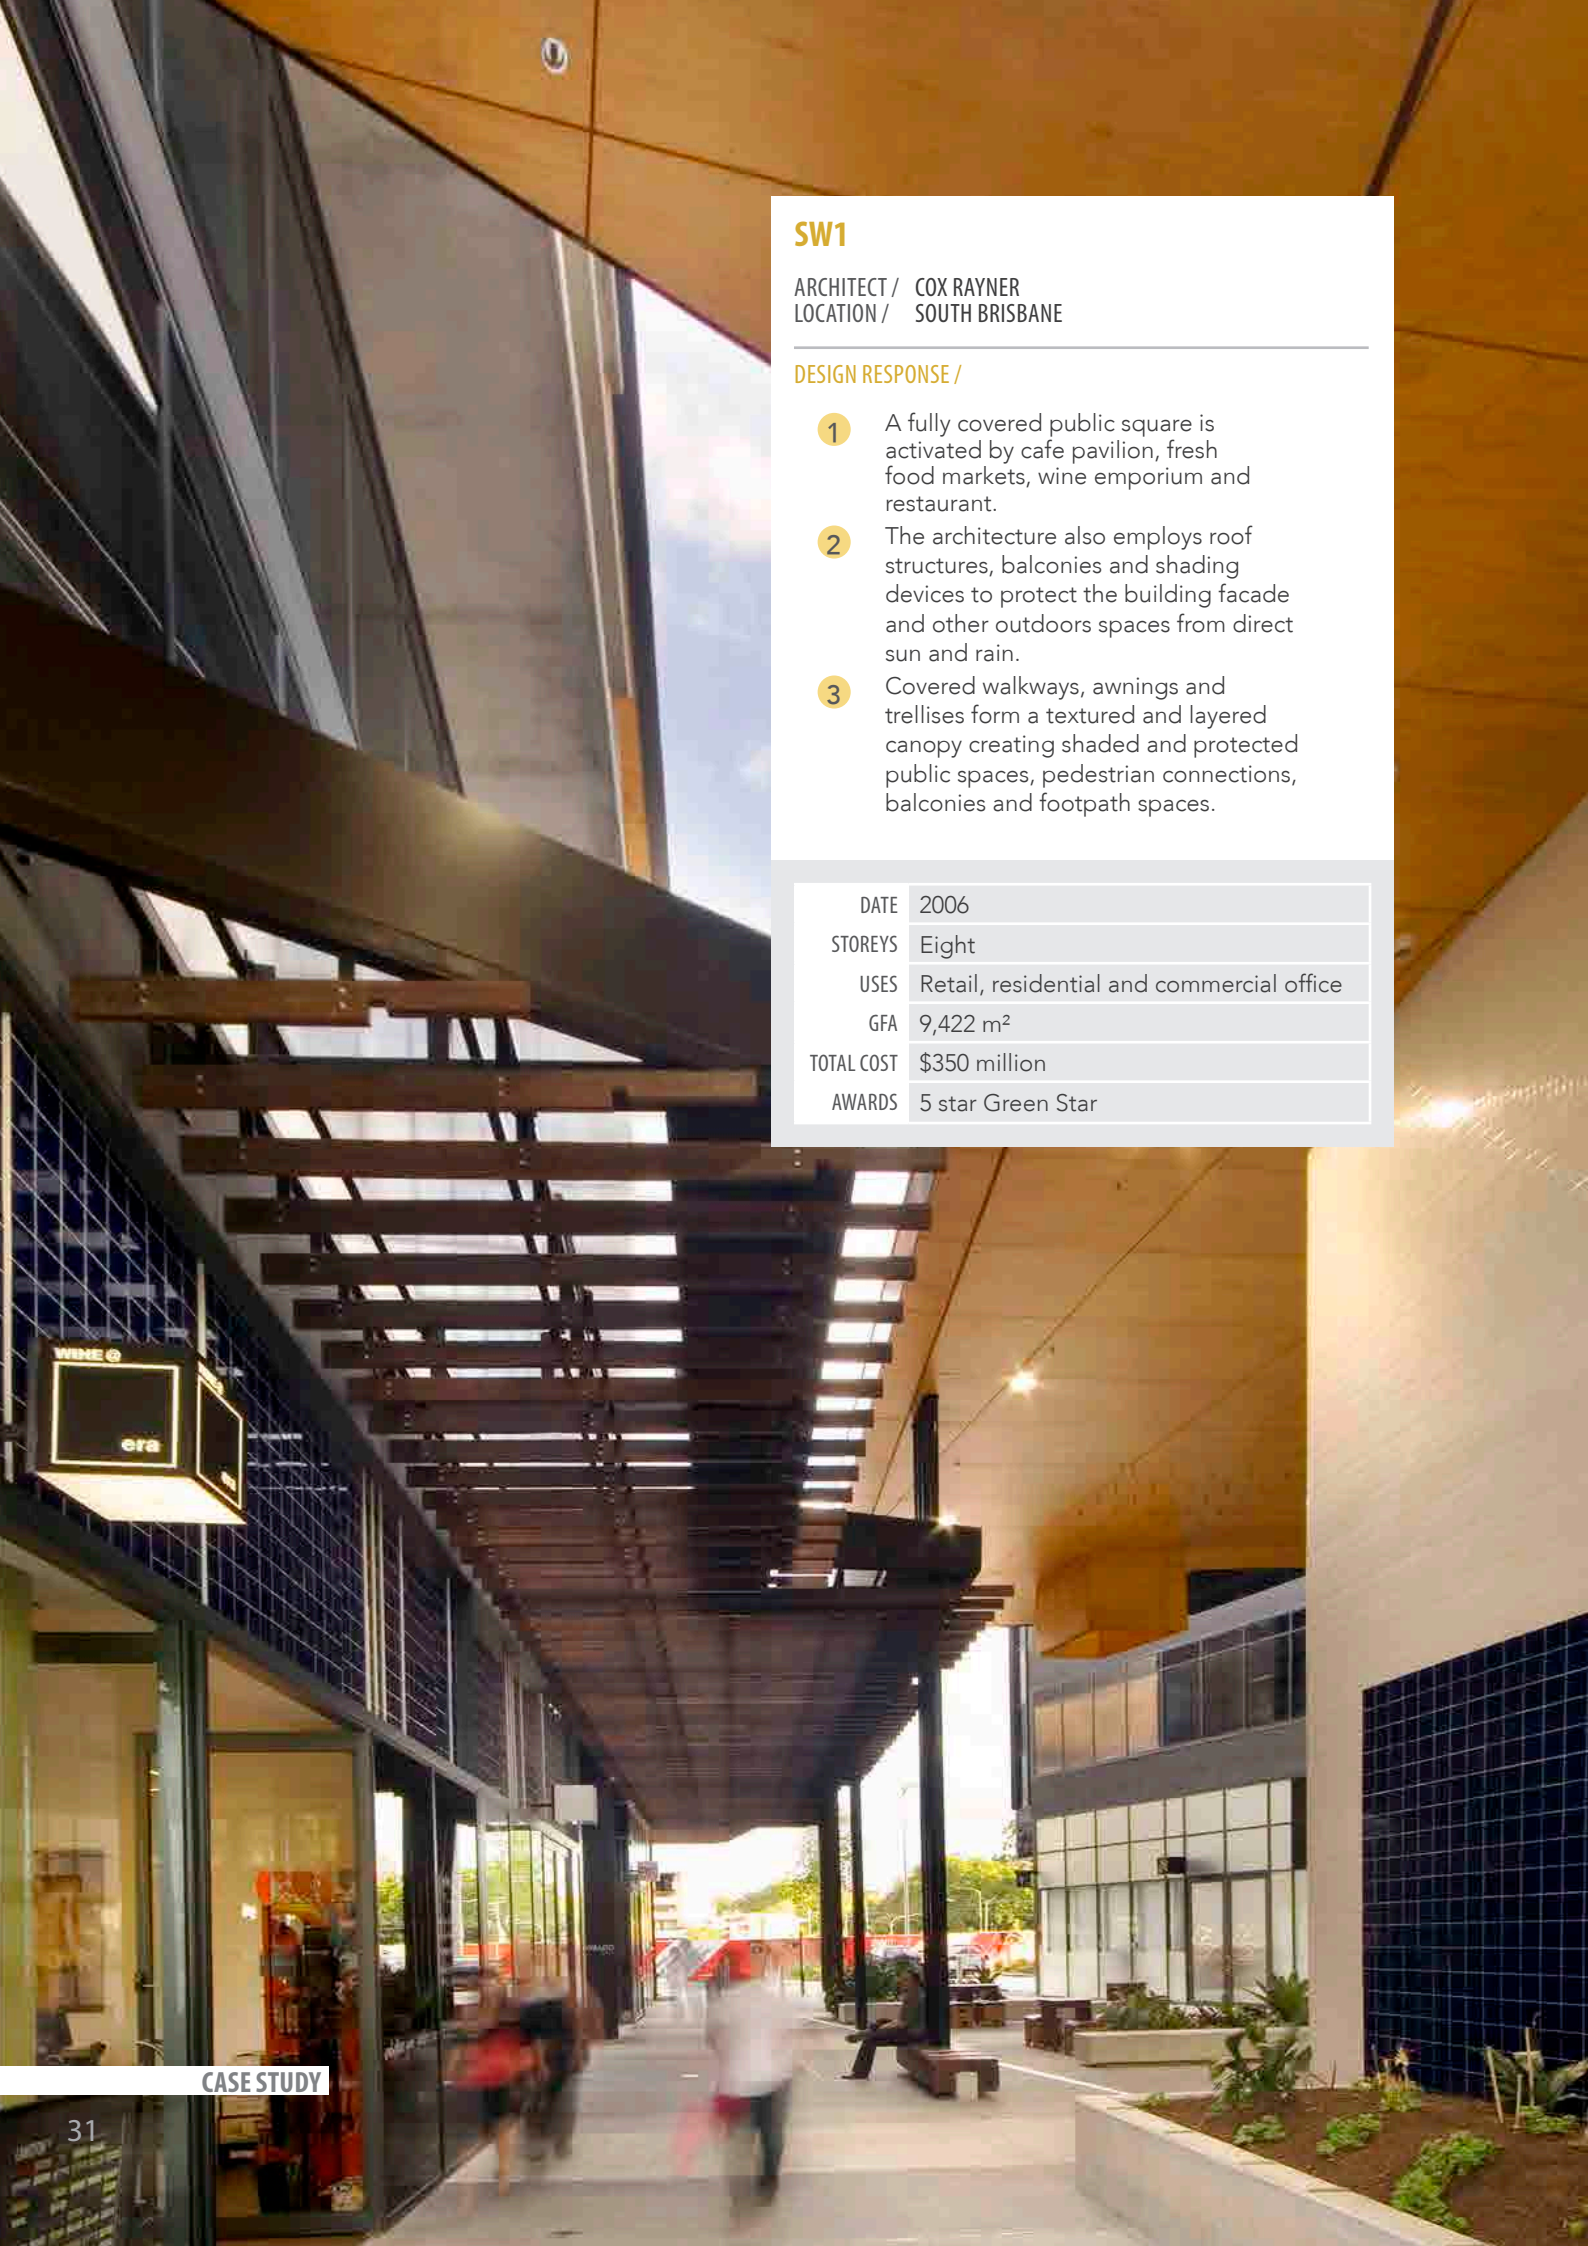 SW1
ARCHITECT / COX RAYNER
LOCATION / SOUTH BRISBANE
DESIGN RESPONSE /
1 A fully covered public square is
activated by cafe pavilion, fresh
food markets, wine emporium and
restaurant.
2 The architecture also employs roof
structures, balconies and shading
devices to protect the building facade
and other outdoors spaces from direct
sun and rain.
3 Covered walkways, awnings and
trellises form a textured and layered
canopy creating shaded and protected
public spaces, pedestrian connections,
balconies and footpath spaces.
DATE 2006
STOREYS Eight
USES Retail, residential and commercial office
GFA 9,422 m²
TOTAL COST $350 million
AWARDS 5 star Green Star
WINE @
era
era
CASE STUDY
31